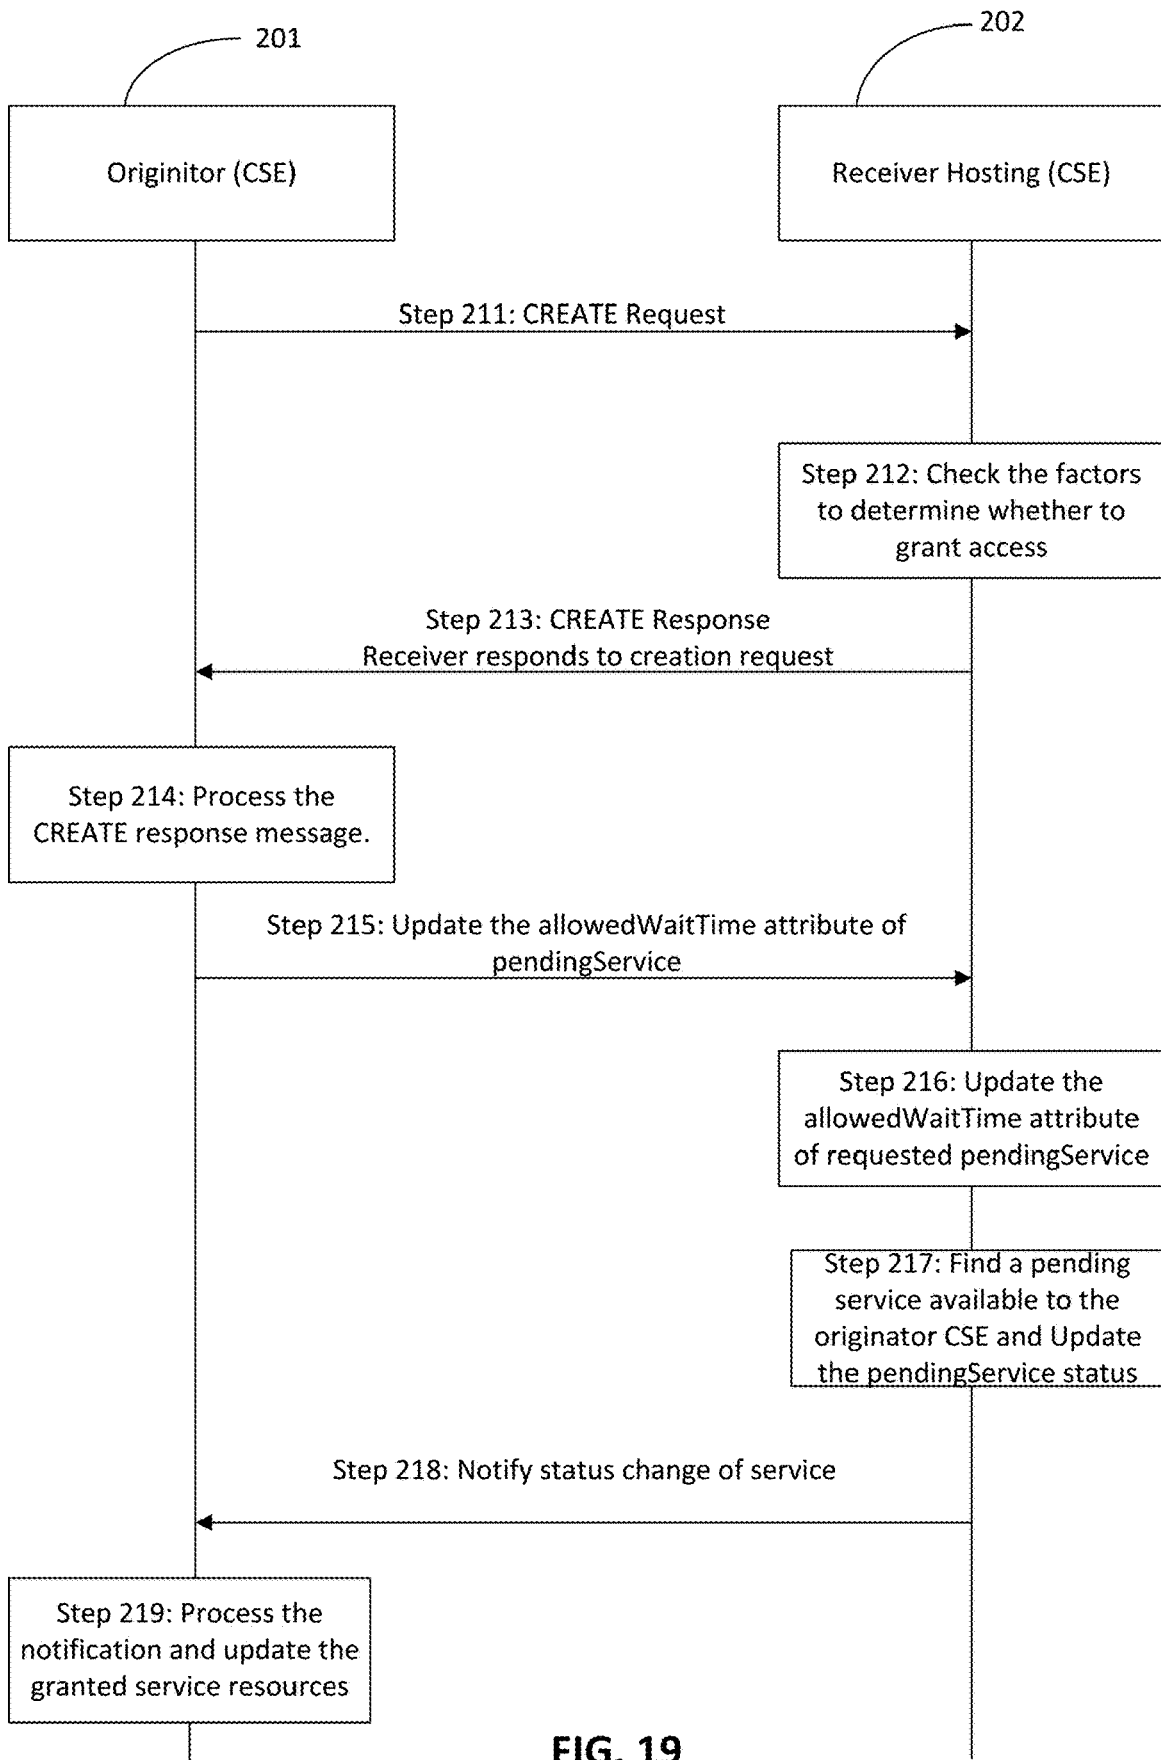 201
202
Originitor (CSE)
Receiver Hosting (CSE)
Step 211: CREATE Request
Step 212: Check the factors
to determine whether to
grant access
Step 213: CREATE Response
Receiver responds to creation request
Step 214: Process the
CREATE response message.
Step 215: Update the allowedWaitTime attribute of
pendingService
Step 216: Update the
allowedWaitTime attribute
of requested pendingService
Step 217: Find a pending
service available to the
originator CSE and Update
the pendingService status
Step 218: Notify status change of service
Step 219: Process the
notification and update the
granted service resources
FIG. 19